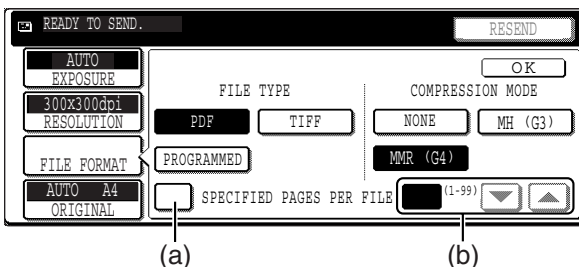 READY TO SEND.
RESEND
AUTO
EXPOSURE
300x300dpi
RESOLUTION
FILE FORMAT
AUTO A4
ORIGINAL
OK
FILE TYPE
PDF TIFF
PROGRAMMED
COMPRESSION MODE
NONE MH (G3)
MMR (G4)
SPECIFIED PAGES PER FILE (1-99)
(a) (b)